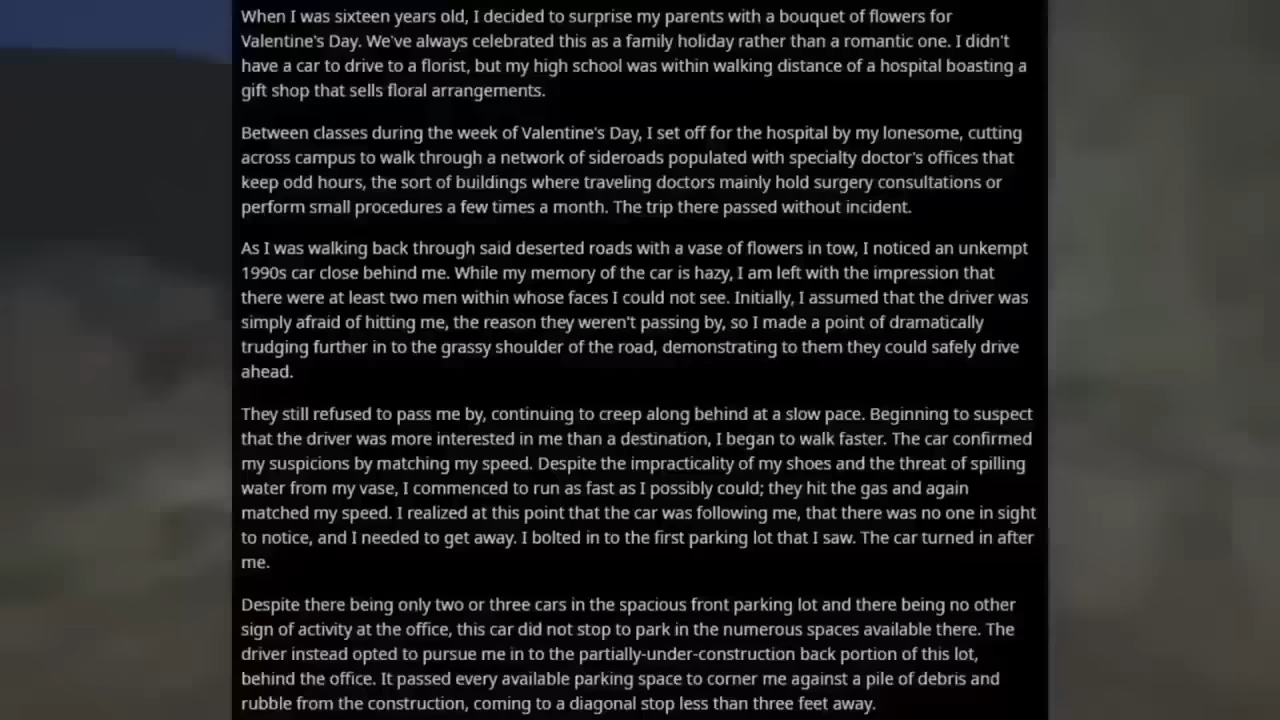 When I was sixteen years old, I decided to surprise my parents with a bouquet of flowers for
Valentine's Day. We've always celebrated this as a family holiday rather than a romantic one. I didn't
have a car to drive to a florist, but my high school was within walking distance of a hospital boasting a
gift shop that sells floral arrangements.
Between classes during the week of Valentine's Day, I set off for the hospital by my lonesome, cutting
across campus to walk through a network of sideroads populated with specialty doctor's offices that
keep odd hours, the sort of buildings where traveling doctors mainly hold surgery consultations or
perform small procedures a few times a month. The trip there passed without incident.
As I was walking back through said deserted roads with a vase of flowers in tow, I noticed an unkempt
1990s car close behind me. While my memory of the car is hazy, I am left with the impression that
there were at least two men within whose faces I could not see. Initially, I assumed that the driver was
simply afraid of hitting me, the reason they weren't passing by, so I made a point of dramatically
trudging further in to the grassy shoulder of the road, demonstrating to them they could safely drive
ahead.
They still refused to pass me by, continuing to creep along behind at a slow pace. Beginning to suspect
that the driver was more interested in me than a destination, I began to walk faster. The car confirmed
my suspicions by matching my speed. Despite the impracticality of my shoes and the threat of spilling
water from my vase, I commenced to run as fast as I possibly could; they hit the gas and again
matched my speed. I realized at this point that the car was following me, that there was no one in sight
to notice, and I needed to get away. I bolted in to the first parking lot that I saw. The car turned in after
me.
Despite there being only two or three cars in the spacious front parking lot and there being no other
sign of activity at the office, this car did not stop to park in the numerous spaces available there. The
driver instead opted to pursue me in to the partially-under-construction back portion of this lot,
behind the office. It passed every available parking space to corner me against a pile of debris and
rubble from the construction, coming to a diagonal stop less than three feet away.